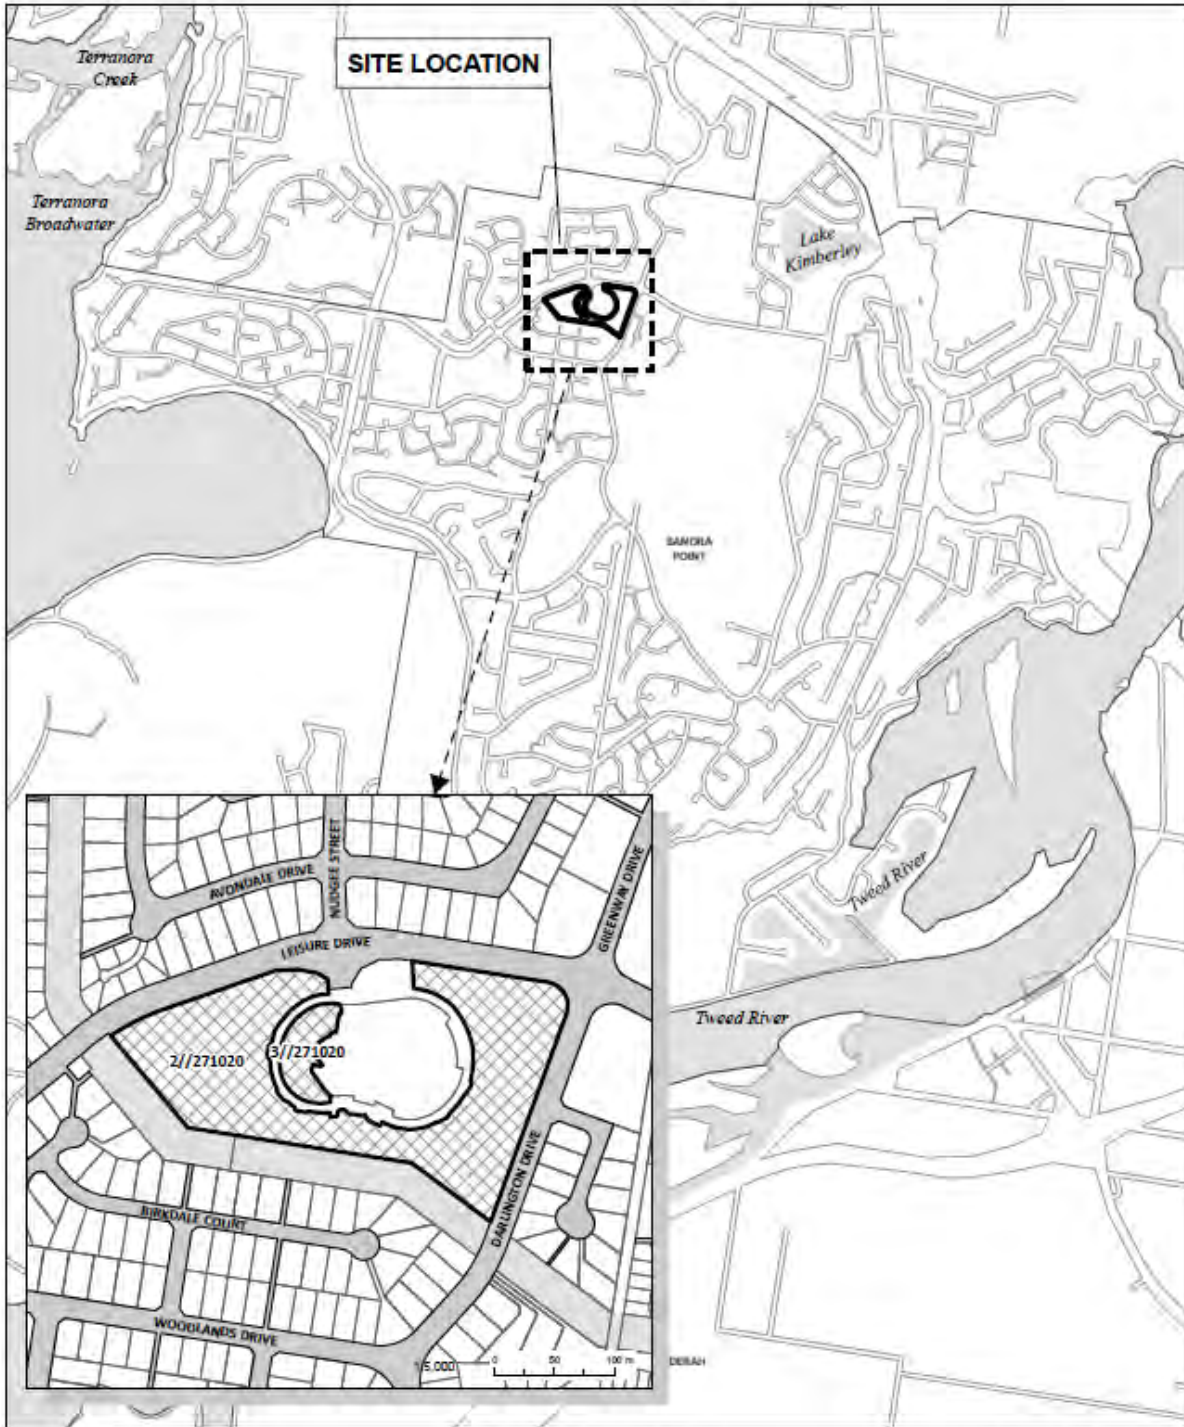 Terranora
Creek
SITE LOCATION
Terranora
Broadwater
Lake
Kimberley
BANORA
POINT
Tweed River
Tweed River
NUDGEE STREET
AVONDALE DRIVE
GREENWAY DRIVE
LEISURE DRIVE
2//271020
3//271020
DARLINGTON DRIVE
BIRKDALE COURT
WOODLANDS DRIVE
1:5,000
0 50 100 m